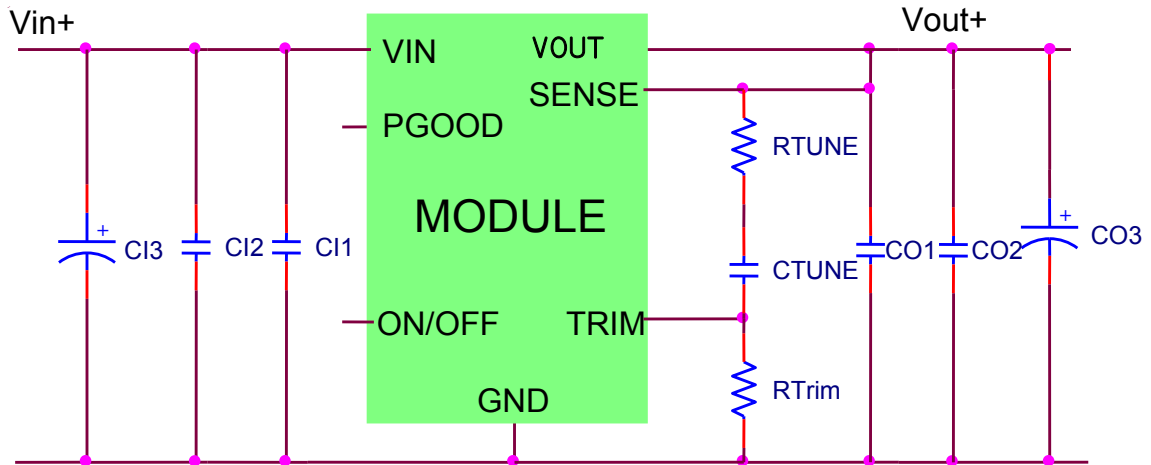 Vin+
Vout+
VIN
VOUT
SENSE
PGOOD
RTUNE
MODULE
CI3
+
CI2
CI1
CTUNE
CO1
CO2
+
CO3
ON/OFF
TRIM
RTrim
GND